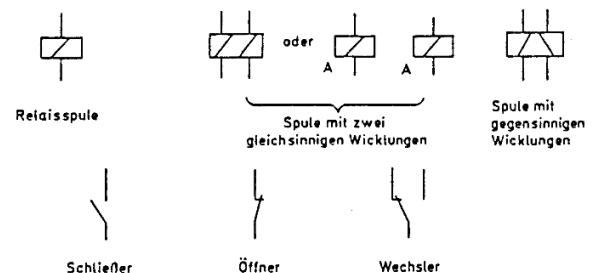 oder
A
A
Relaisspule
Spule mit zwei
gleichsinnigen Wicklungen
Spule mit
gegensinnigen
Wicklungen
Schließer
Öffner
Wechsler